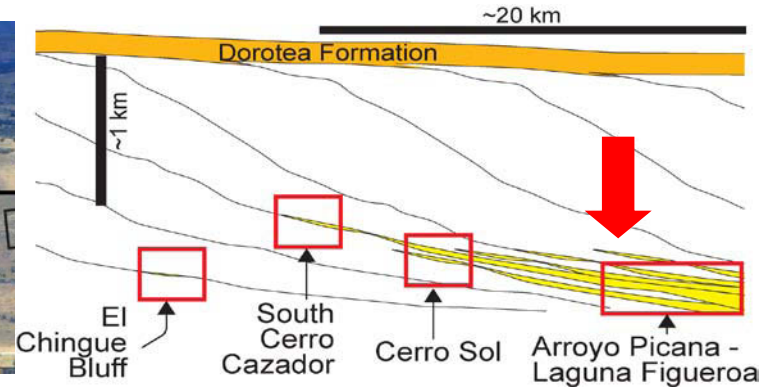 ~20 km
Dorotea Formation
~1 km
El
Chingue
Bluff
South
Cerro
Cazador
Cerro Sol
Arroyo Picana -
Laguna Figueroa